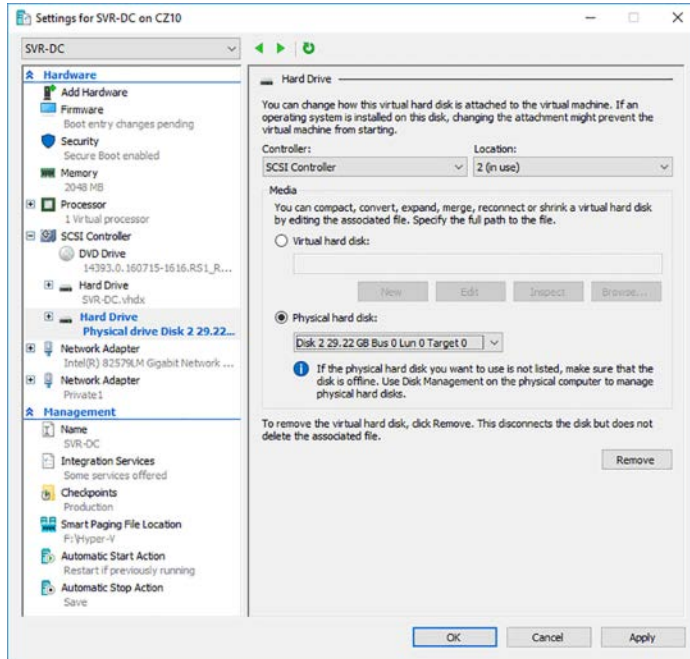 Settings for SVR-DC on CZ10
SVR-DC
Hardware
Add Hardware
Firmware
Boot entry changes pending
Security
Secure Boot enabled
Memory
2048 MB
Processor
1 Virtual processor
SCSI Controller
DVD Drive
14393.0.160715-1616.RS1_R...
Hard Drive
SVR-DC.vhdx
Hard Drive
Physical drive Disk 2 29.22...
Network Adapter
Intel(R) 82579LM Gigabit Network ...
Network Adapter
Private1
Management
Name
SVR-DC
Integration Services
Some services offered
Checkpoints
Production
Smart Paging File Location
F:\Hyper-V
Automatic Start Action
Restart if previously running
Automatic Stop Action
Save
Hard Drive
You can change how this virtual hard disk is attached to the virtual machine. If an
operating system is installed on this disk, changing the attachment might prevent the
virtual machine from starting.
Controller: Location:
SCSI Controller 2 (in use)
Media
You can compact, convert, expand, merge, reconnect or shrink a virtual hard disk
by editing the associated file. Specify the full path to the file.
Virtual hard disk:
New Edit Inspect Browse...
Physical hard disk:
Disk 2 29.22 GB Bus 0 Lun 0 Target 0
If the physical hard disk you want to use is not listed, make sure that the
disk is offline. Use Disk Management on the physical computer to manage
physical hard disks.
To remove the virtual hard disk, click Remove. This disconnects the disk but does not
delete the associated file.
Remove
OK Cancel Apply